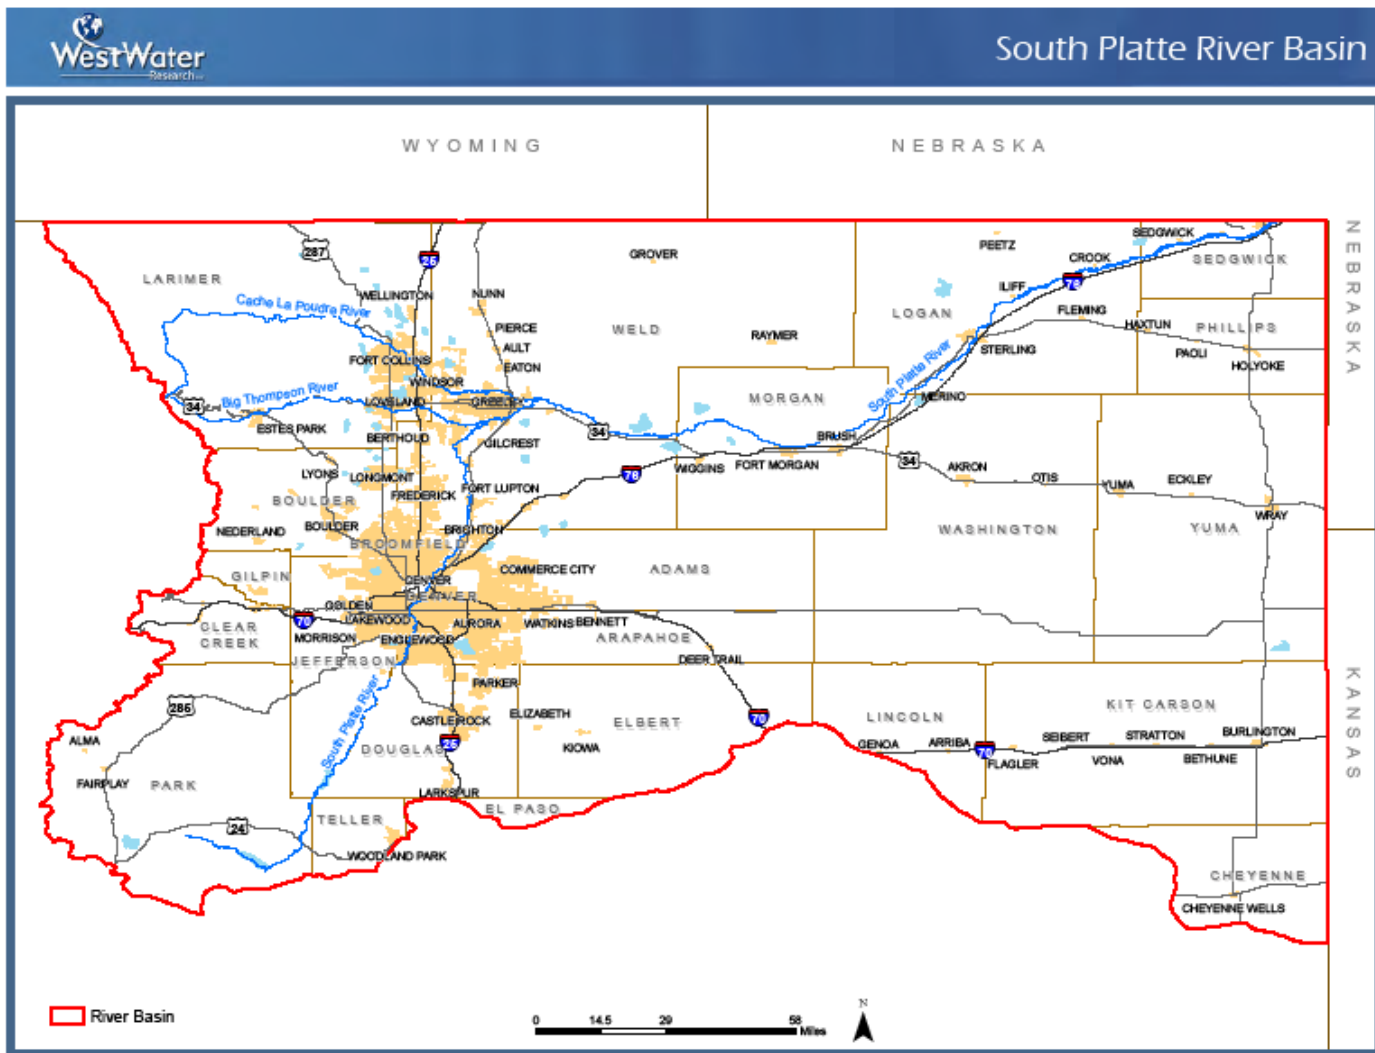 WestWater
Research LLC
South Platte River Basin
WYOMING
NEBRASKA
NEBRASKA
KANSAS
287
25
GROVER
PEETZ
SEDGWICK
CROOK
SEDGWICK
LARIMER
WELLINGTON
NUNN
ILIFF
76
Cache La Poudra River
PIERCE
WELD
RAYMER
LOGAN
FLEMING
HAXTUN
PHILLIPS
AULT
STERLING
PAOLI
FORT COLLINS
EATON
HOLYOKE
WINDSOR
South Platte River
Big Thompson River
34
LOVELAND
GREELEY
MORGAN
MERINO
ESTES PARK
BERTHOUD
GILCREST
34
BRUSH
WIGGINS
FORT MORGAN
34
AKRON
LYONS
LONGMONT
76
OTIS
YUMA
ECKLEY
BOULDER
FREDERICK
FORT LUPTON
WRAY
NEDERLAND
BOULDER
BRIGHTON
WASHINGTON
YUMA
BROOMFIELD
GILPIN
DENVER
COMMERCE CITY
ADAMS
DENVER
GOLDEN
70
LAKEWOOD
AURORA
WATKINS
BENNETT
CLEAR
CREEK
MORRISON
ENGLEWOOD
ARAPAHOE
JEFFERSON
DEER TRAIL
PARKER
South Platte River
286
CASTLE ROCK
ELIZABETH
ELBERT
70
LINCOLN
KIT CARSON
ALMA
25
DOUGLAS
KIOWA
GENOA
ARRIBA
70
FLAGLER
SEIBERT
VONA
STRATTON
BETHUNE
BURLINGTON
FAIRPLAY
PARK
LARKSPUR
EL PASO
24
TELLER
WOODLAND PARK
CHEYENNE
CHEYENNE WELLS
River Basin
0 14.5 29 58
Miles
N